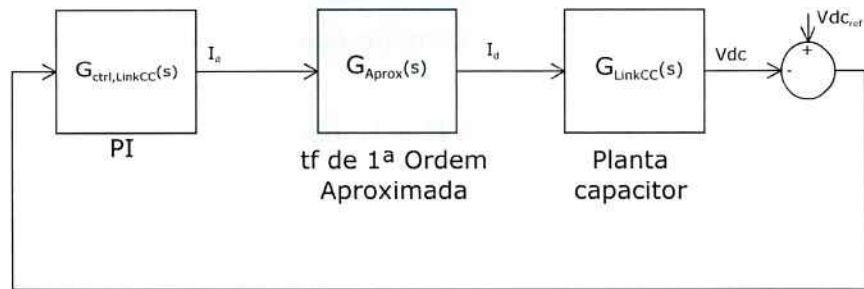 Vdc_ref
+
-
G_ctrl,LinkCC(s)
I_d
G_Aprox(s)
I_d
G_LinkCC(s)
Vdc
PI
tf de 1ª Ordem
Aproximada
Planta
capacitor